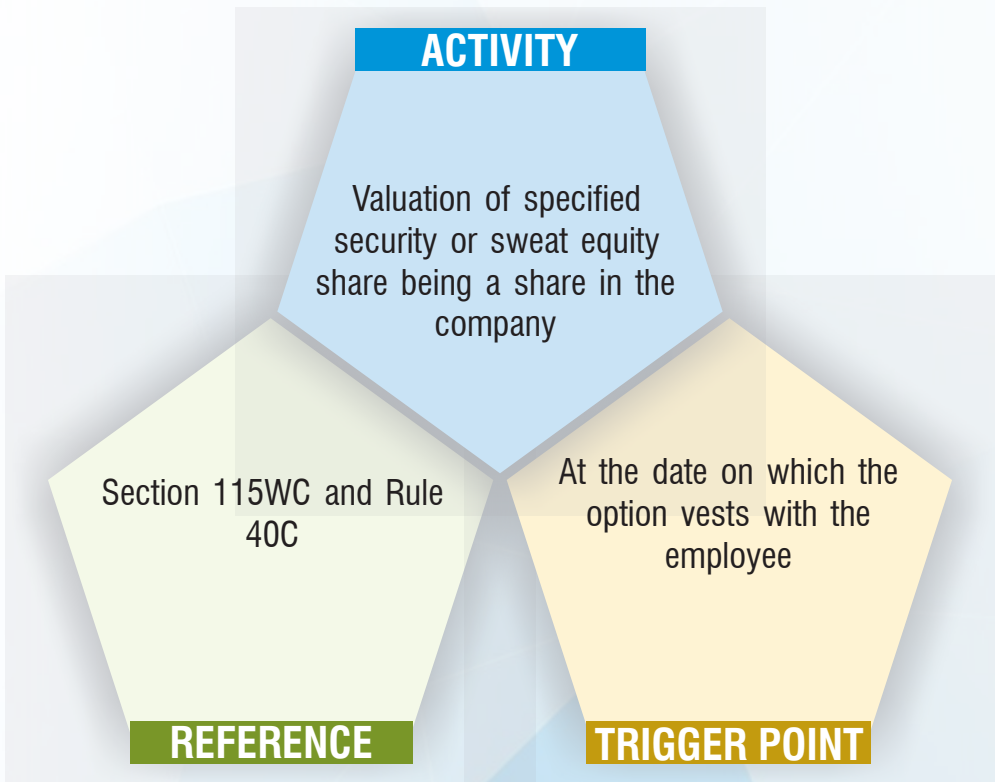 ACTIVITY
Valuation of specified
security or sweat equity
share being a share in the
company
Section 115WC and Rule
40C
REFERENCE
At the date on which the
option vests with the
employee
TRIGGER POINT